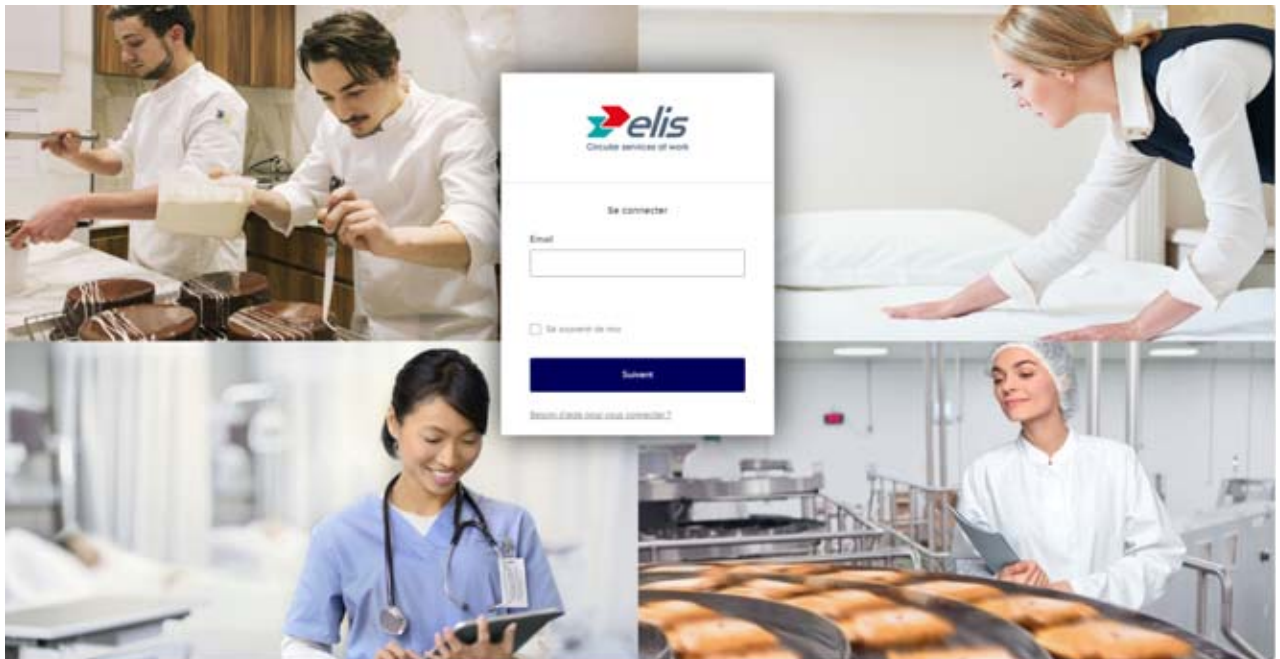 elis
Circular services at work
Se connecter
Email
Se souvenir de moi
Suivant
Besoin d'aide pour vous connecter ?